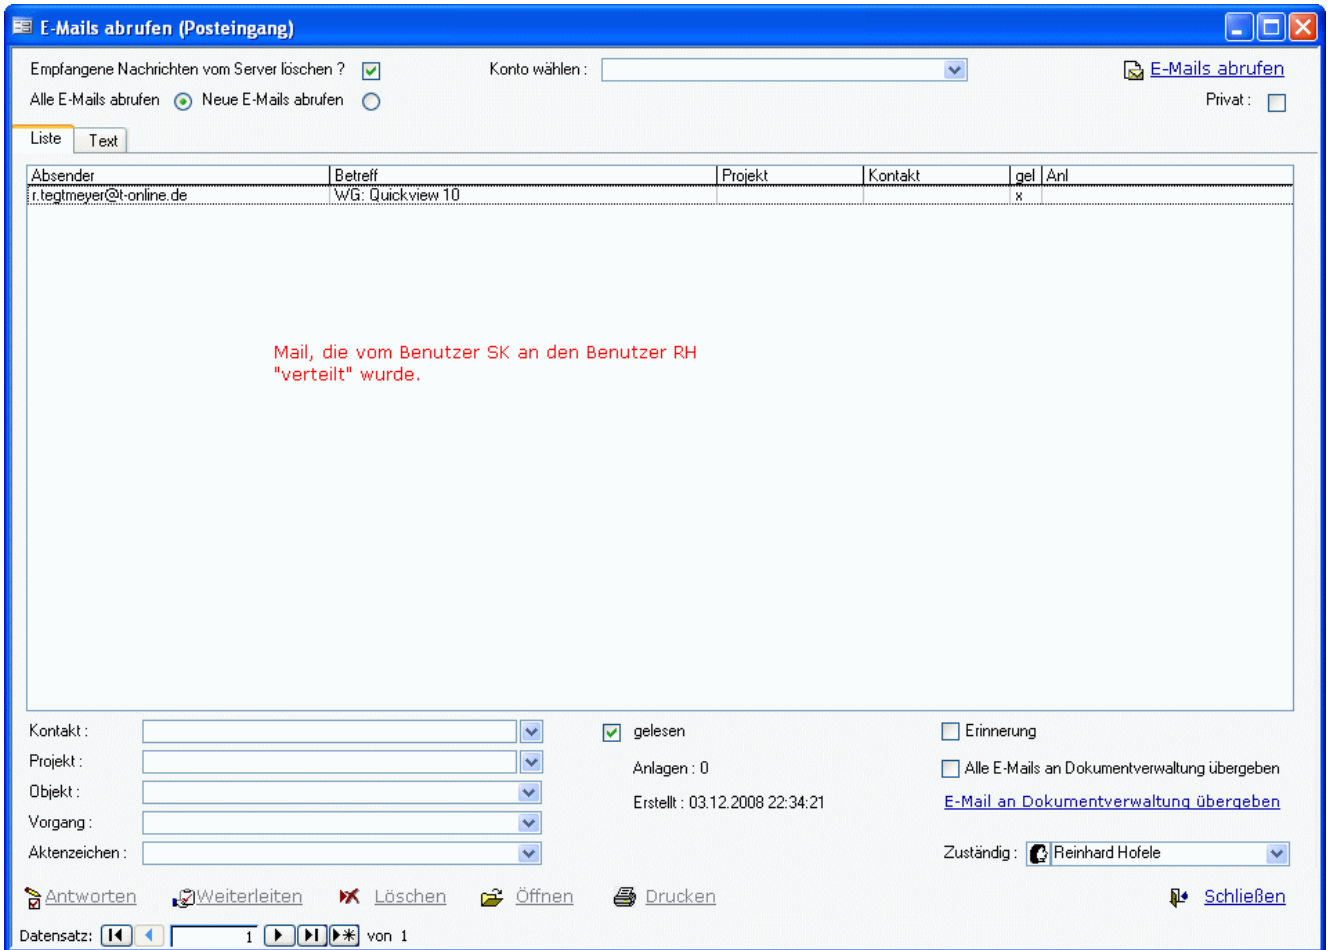 E-Mails abrufen (Posteingang)
Empfangene Nachrichten vom Server löschen ? Konto wählen : E-Mails abrufen
Alle E-Mails abrufen Neue E-Mails abrufen Privat :
Liste Text
Absender Betreff Projekt Kontakt gel Anl
r.tegtmeyer@t-online.de WG: Quickview 10 x
Mail, die vom Benutzer SK an den Benutzer RH
"verteilt" wurde.
Kontakt : gelesen Erinnerung
Projekt : Anlagen : 0 Alle E-Mails an Dokumentverwaltung übergeben
Objekt : Erstellt : 03.12.2008 22:34:21 E-Mail an Dokumentverwaltung übergeben
Vorgang :
Aktenzeichen : Zuständig : Reinhard Hofele
Antworten Weiterleiten Löschen Öffnen Drucken Schließen
Datensatz: 1 von 1